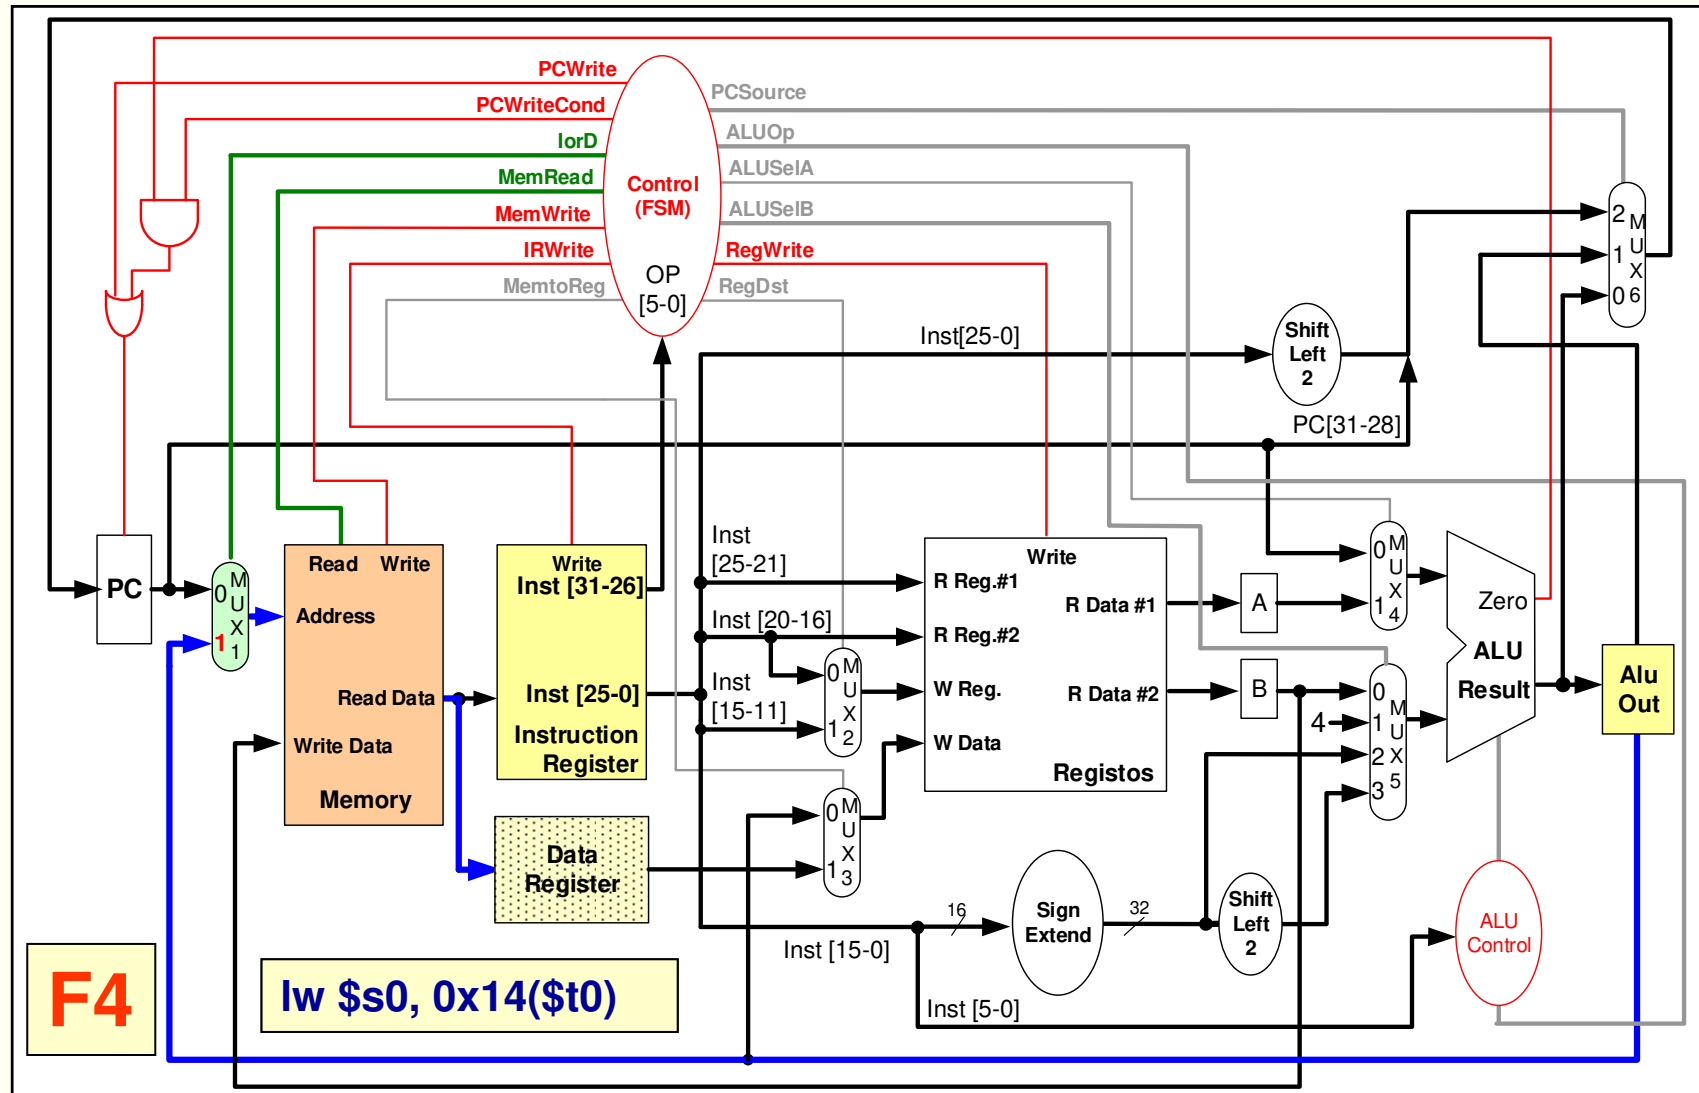 PCWrite
PCWriteCond
IorD
MemRead
MemWrite
IRWrite
MemtoReg
Control
(FSM)
OP
[5-0]
PCSource
ALUOp
ALUSelA
ALUSelB
RegWrite
RegDst
2
1
0
M
U
X
6
Inst[25-0]
Shift
Left
2
PC[31-28]
PC
0
1
M
U
X
1
Read
Write
Address
Read Data
Write Data
Memory
Write
Inst [31-26]
Inst [25-0]
Instruction
Register
Data
Register
Inst
[25-21]
Inst [20-16]
Inst
[15-11]
0
1
M
U
X
2
0
1
M
U
X
3
Write
R Reg.#1
R Reg.#2
W Reg.
W Data
R Data #1
R Data #2
Registos
A
B
0
1
M
U
X
4
4
0
1
2
3
M
U
X
5
Zero
ALU
Result
Alu
Out
Inst [15-0]
16
Sign
Extend
32
Shift
Left
2
ALU
Control
Inst [5-0]
F4
lw $s0, 0x14($t0)